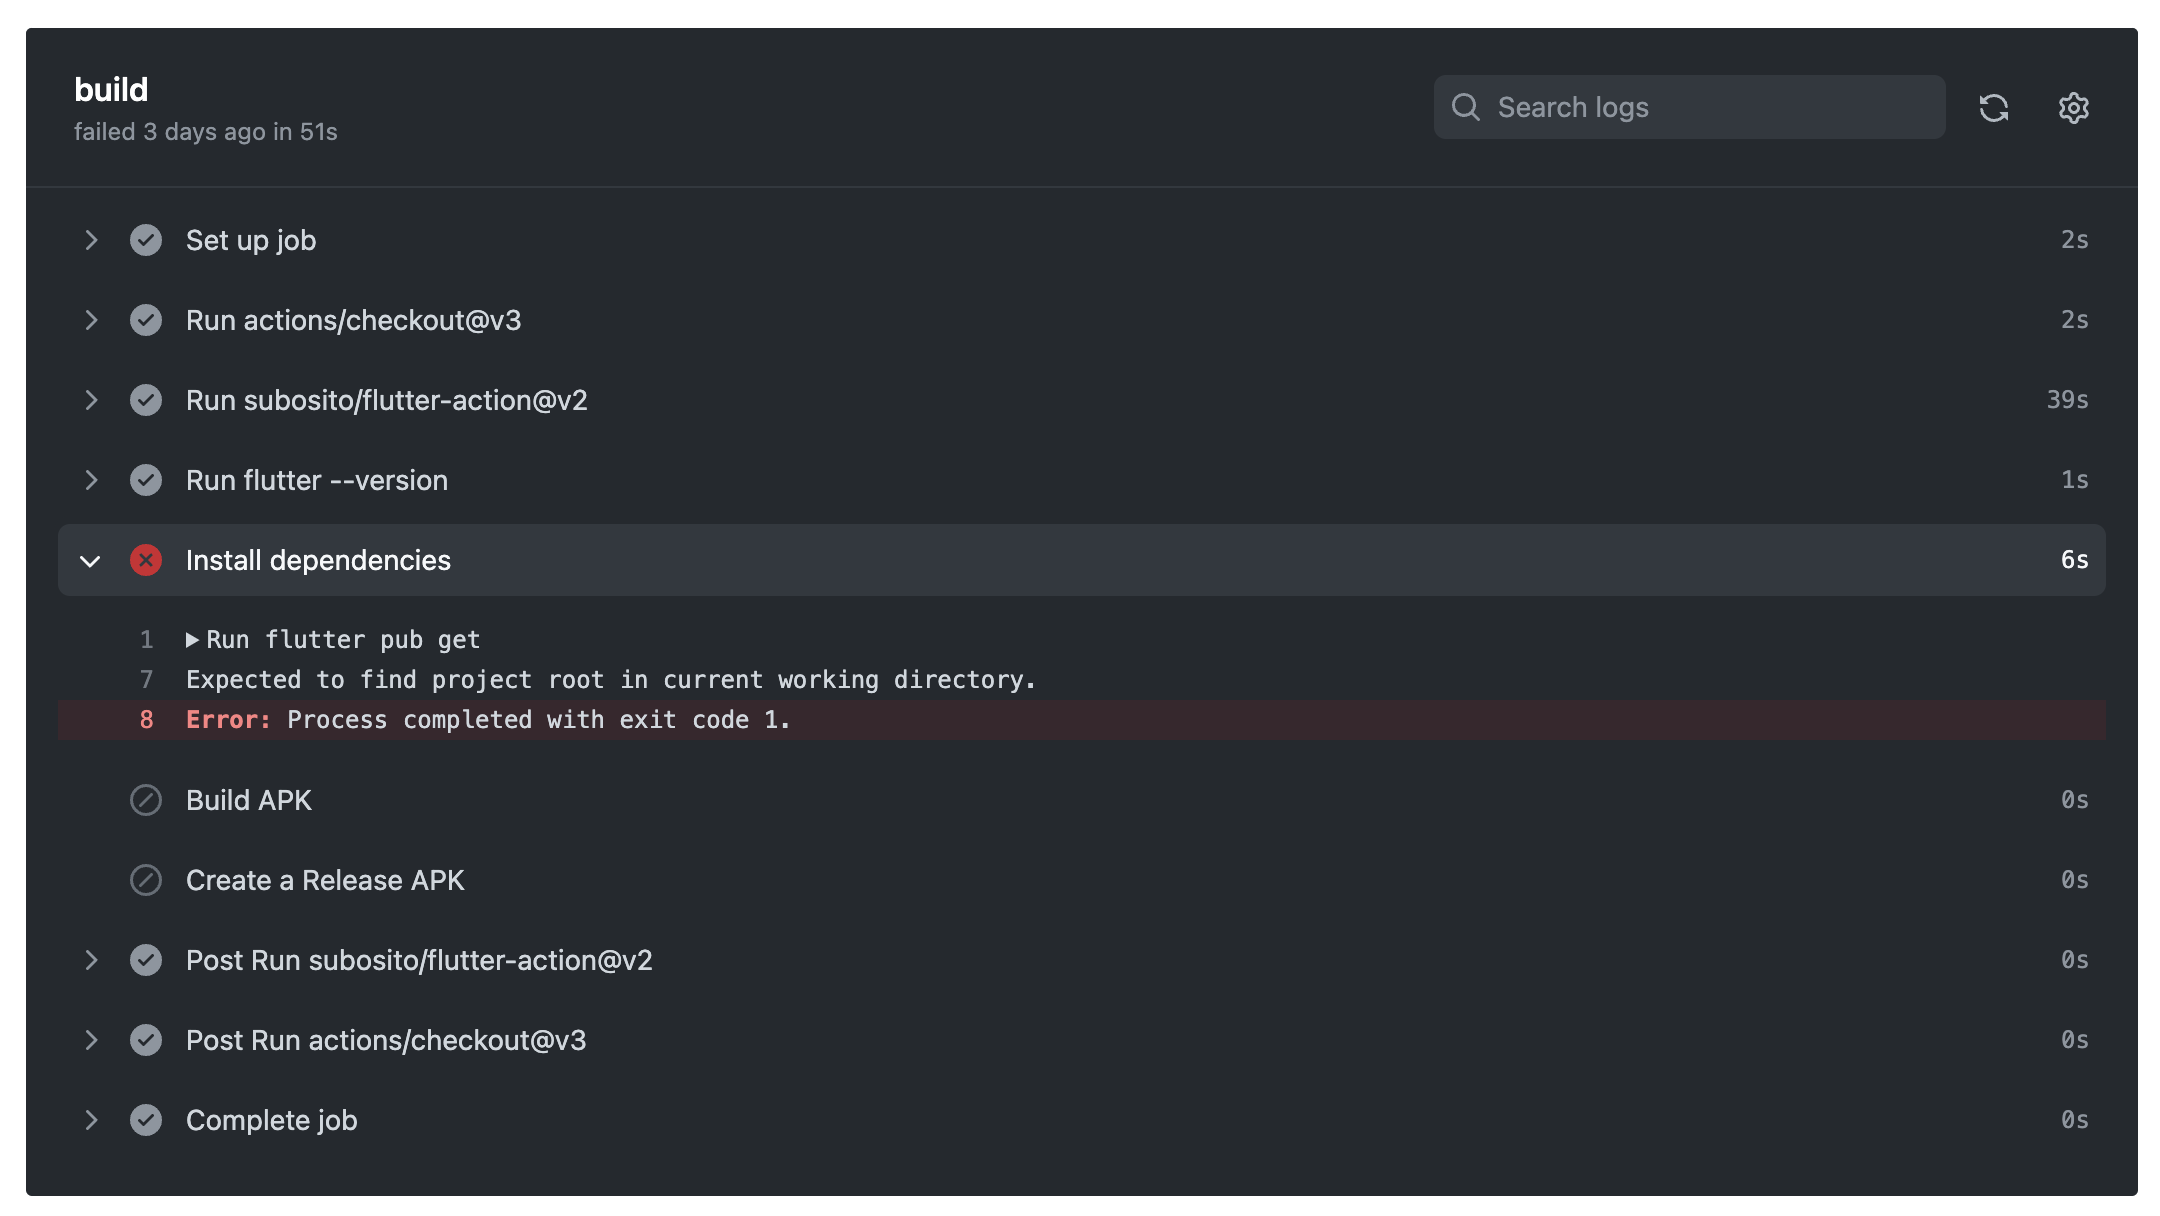 build
failed 3 days ago in 51s
Search logs
Set up job 2s
Run actions/checkout@v3 2s
Run subosito/flutter-action@v2 39s
Run flutter --version 1s
Install dependencies 6s
1 ▶Run flutter pub get
7 Expected to find project root in current working directory.
8 Error: Process completed with exit code 1.
Build APK 0s
Create a Release APK 0s
Post Run subosito/flutter-action@v2 0s
Post Run actions/checkout@v3 0s
Complete job 0s